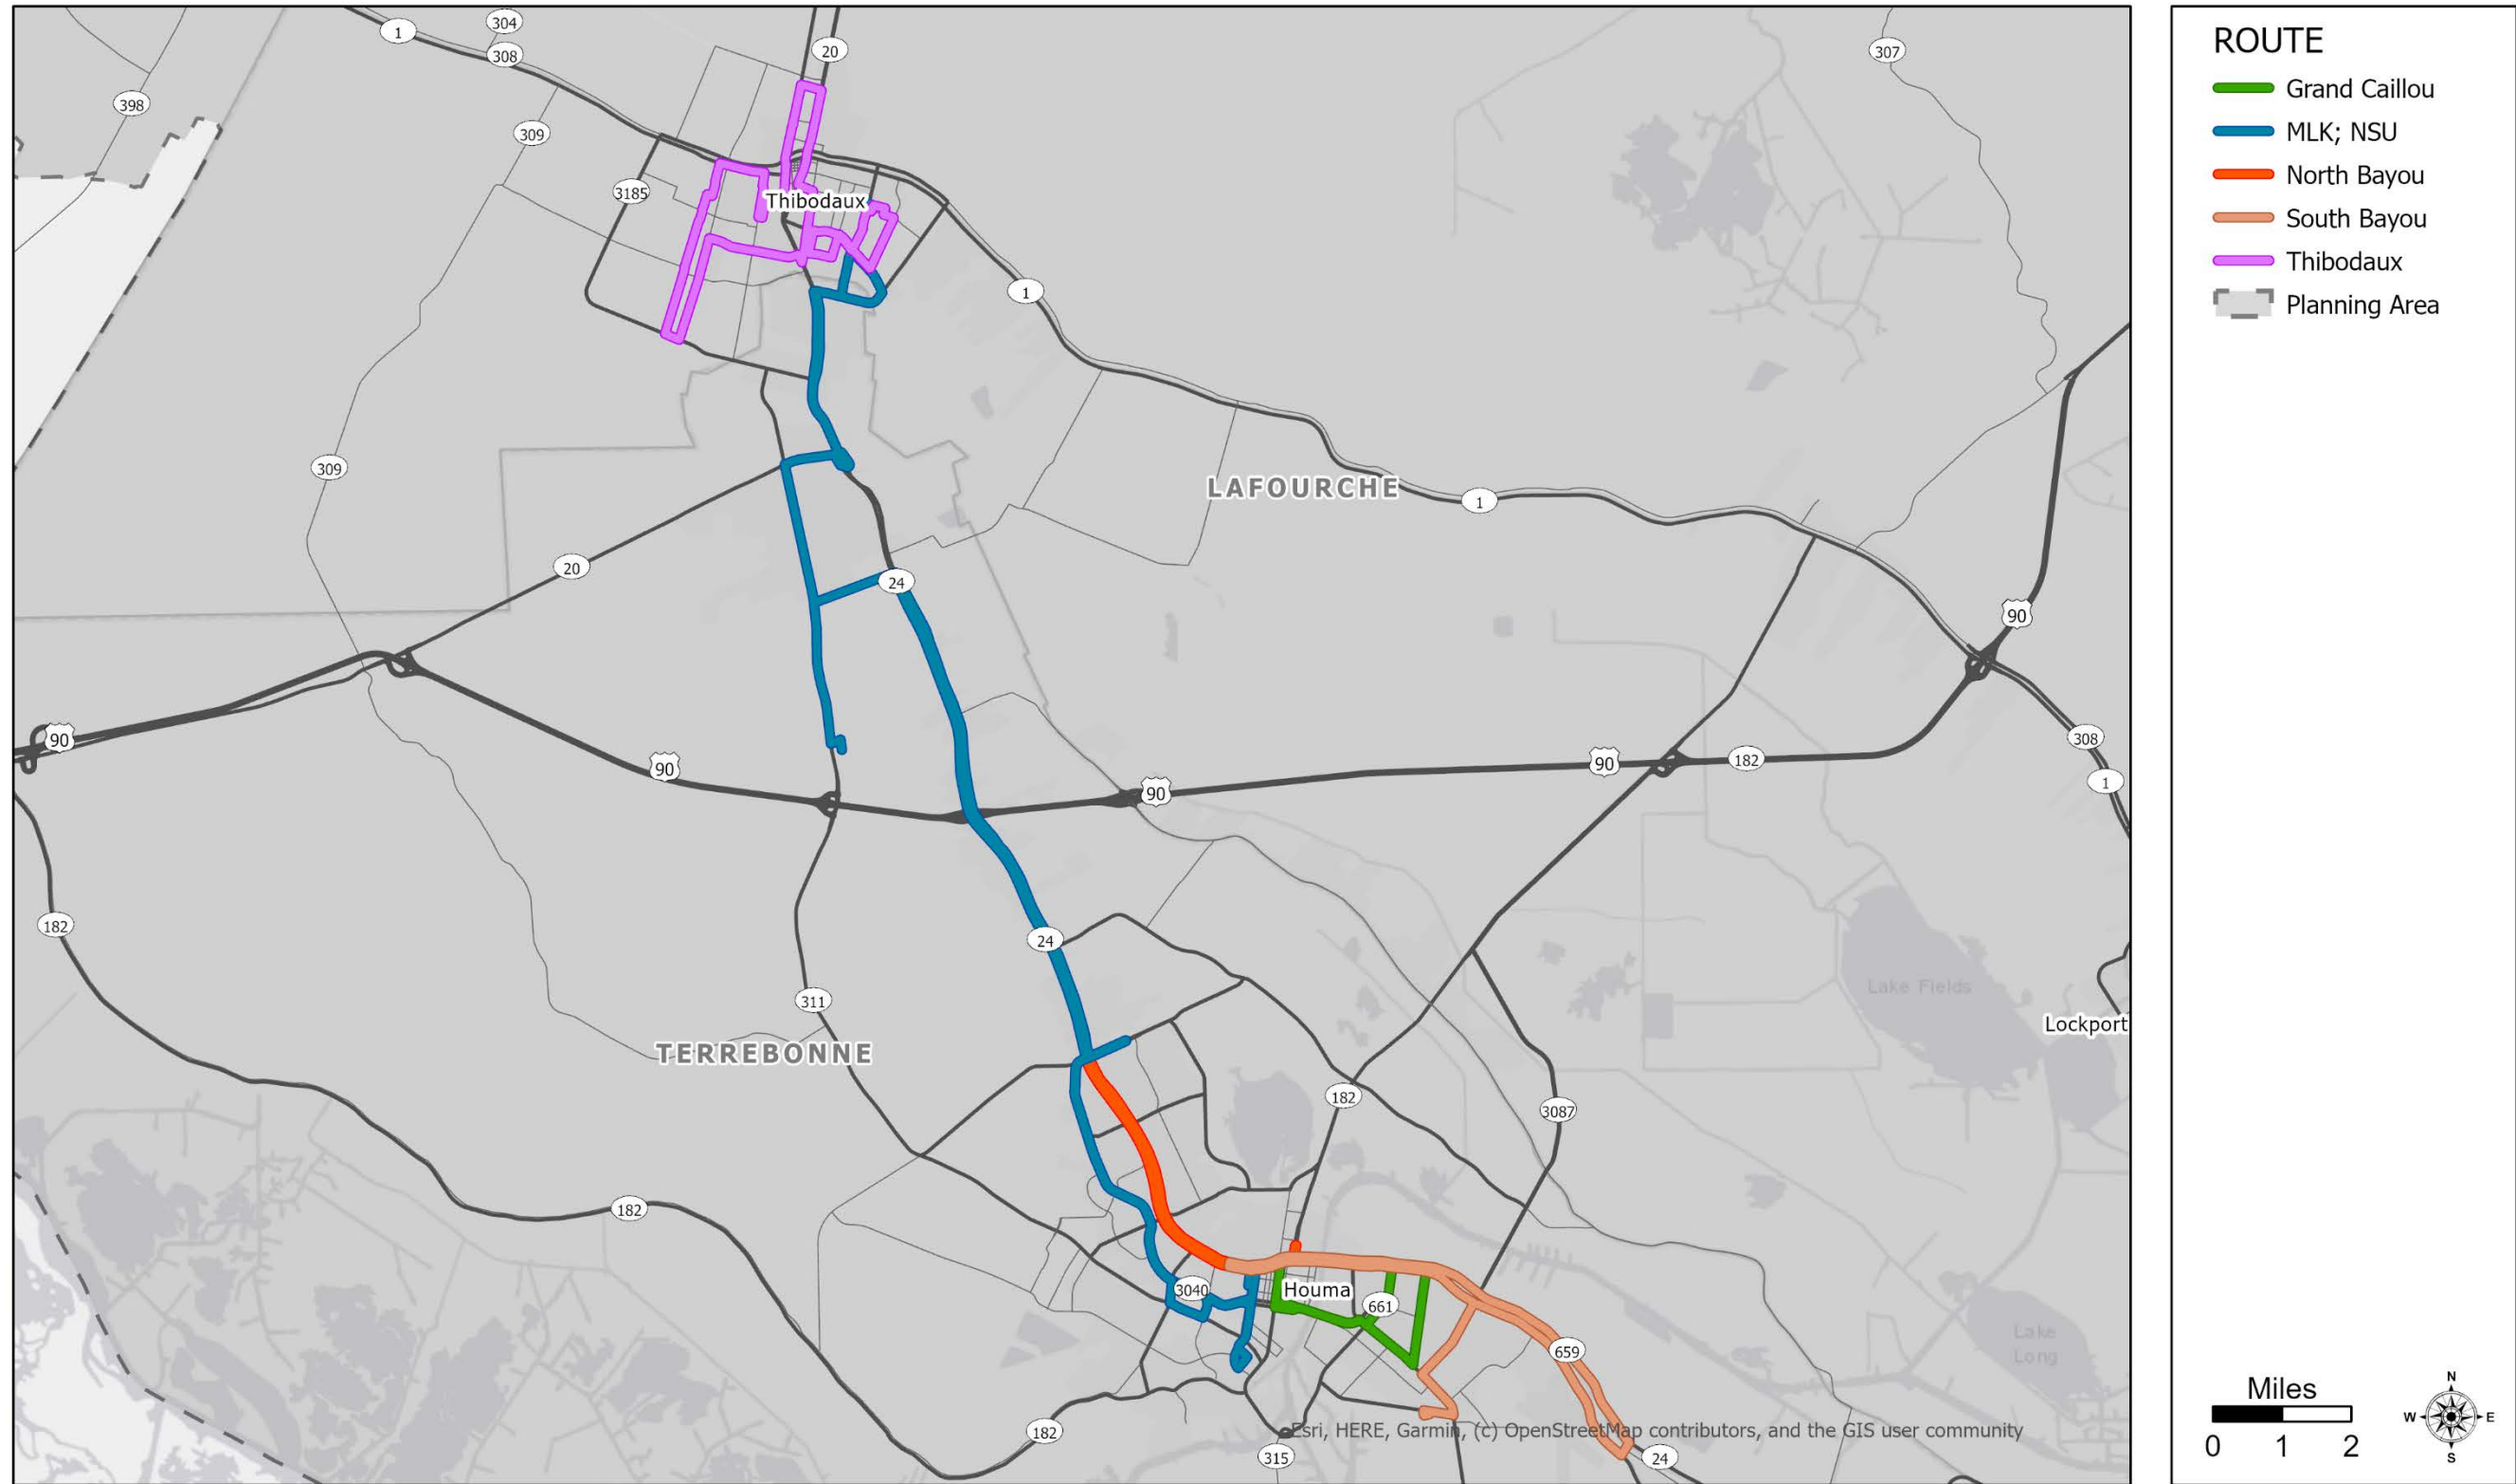 304
1
308
20
307
398
309
3185
Thibodaux
1
309
LAFOURCHE
1
20
24
90
90
90
90
90
182
308
1
182
24
Lake Fields
311
Lockport
TERREBONNE
182
3087
182
3040
Houma
661
Lake
Long
659
Esri, HERE, Garmin, (c) OpenStreetMap contributors, and the GIS user community
182
315
24
ROUTE
Grand Caillou
MLK; NSU
North Bayou
South Bayou
Thibodaux
Planning Area
Miles
0 1 2
N
W E
S